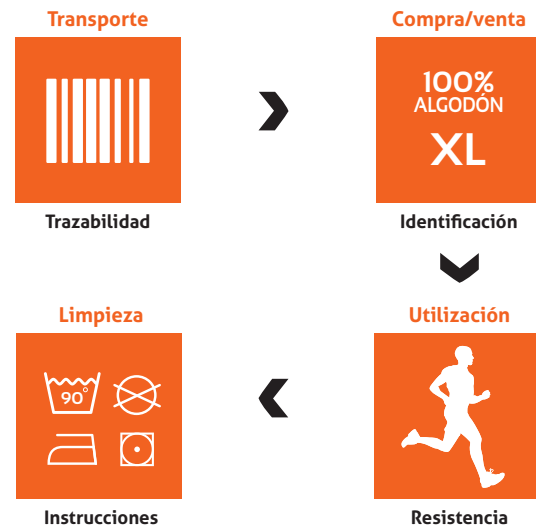 Transporte
Compra/venta
100%
ALGODÓN
XL
Trazabilidad
Identificación
Limpieza
Utilización
90°
Instrucciones
Resistencia